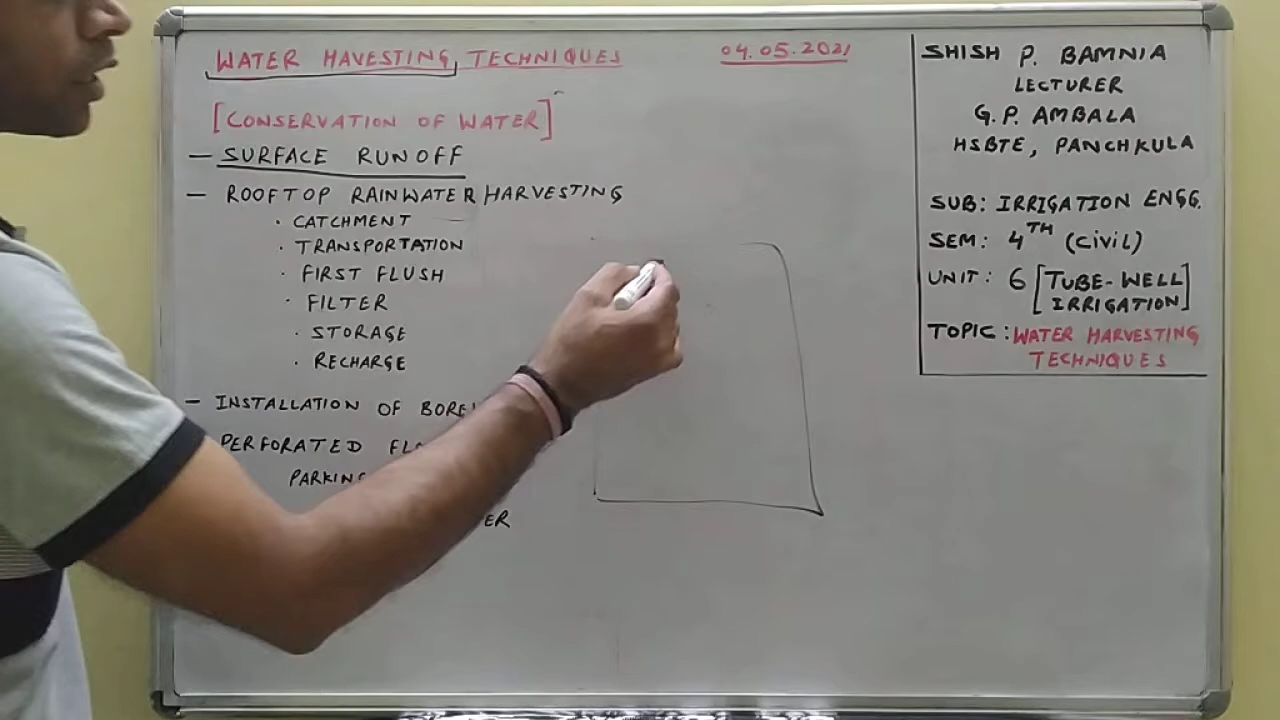 WATER HAVESTING TECHNIQUES
04.05.2021
[CONSERVATION OF WATER]
— SURFACE RUNOFF
— ROOFTOP RAINWATER HARVESTING
· CATCHMENT
· TRANSPORTATION
· FIRST FLUSH
· FILTER
· STORAGE
· RECHARGE
— INSTALLATION OF
PERFORATED
SHISH P. BAMNIA
LECTURER
G.P. AMBALA
HSBTE, PANCHKULA
SUB: IRRIGATION ENGG.
SEM: 4TH (CIVIL)
UNIT: 6 [TUBE-WELL
IRRIGATION]
TOPIC: WATER HARVESTING
TECHNIQUES